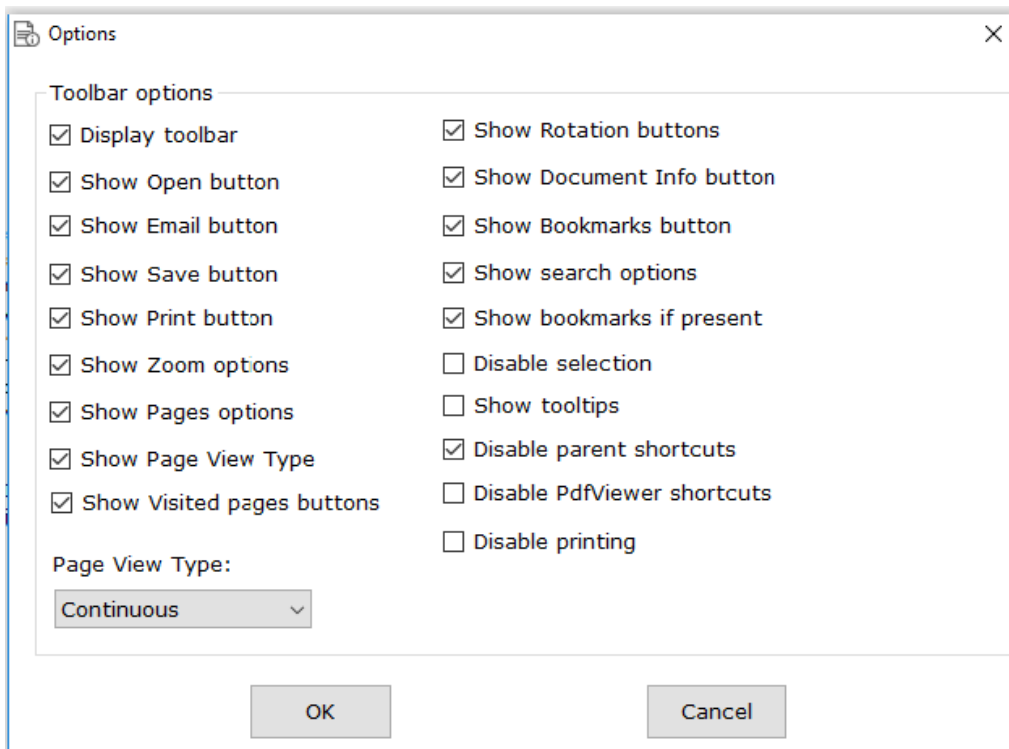 Options
Toolbar options
Display toolbar
Show Open button
Show Email button
Show Save button
Show Print button
Show Zoom options
Show Pages options
Show Page View Type
Show Visited pages buttons
Page View Type:
Continuous
Show Rotation buttons
Show Document Info button
Show Bookmarks button
Show search options
Show bookmarks if present
Disable selection
Show tooltips
Disable parent shortcuts
Disable PdfViewer shortcuts
Disable printing
OK
Cancel